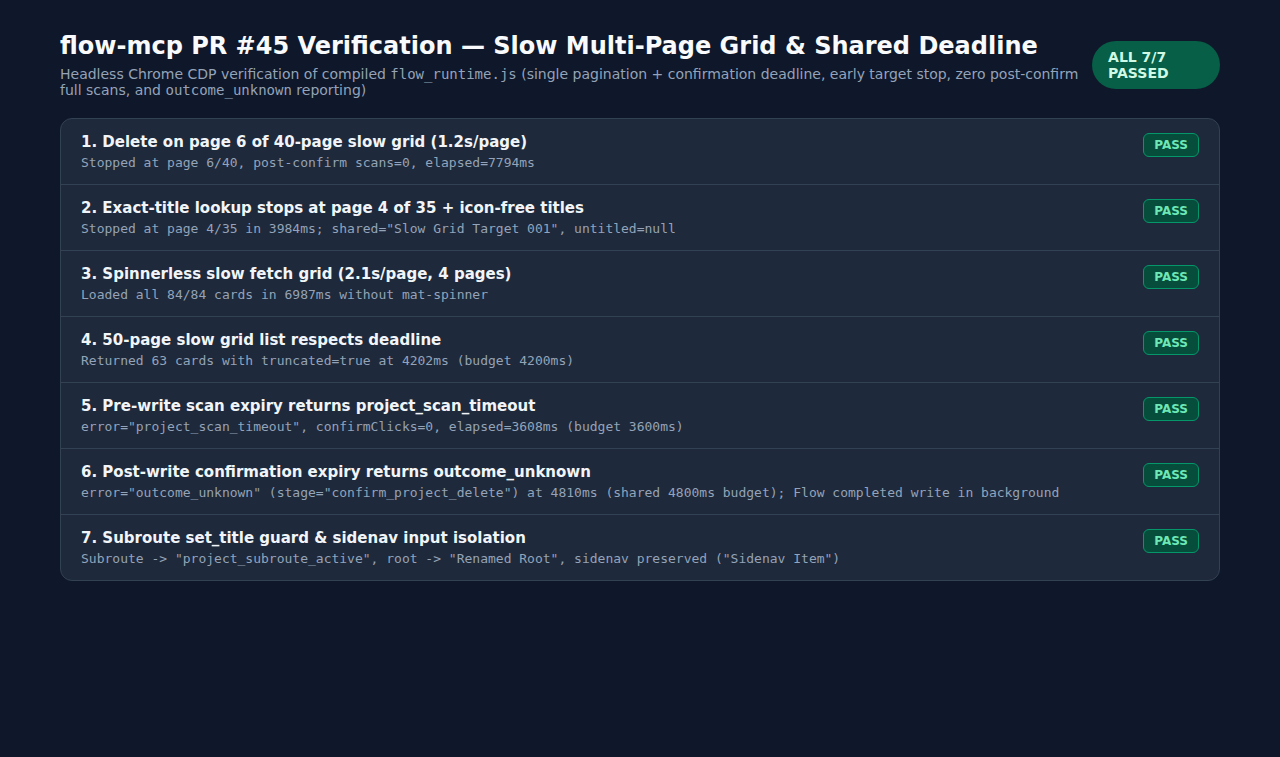 flow-mcp PR #45 Verification — Slow Multi-Page Grid & Shared Deadline
Headless Chrome CDP verification of compiled flow_runtime.js (single pagination + confirmation deadline, early target stop, zero post-confirm
full scans, and outcome_unknown reporting)
ALL 7/7
PASSED
1. Delete on page 6 of 40-page slow grid (1.2s/page)
Stopped at page 6/40, post-confirm scans=0, elapsed=7794ms
PASS
2. Exact-title lookup stops at page 4 of 35 + icon-free titles
Stopped at page 4/35 in 3984ms; shared="Slow Grid Target 001", untitled=null
PASS
3. Spinnerless slow fetch grid (2.1s/page, 4 pages)
Loaded all 84/84 cards in 6987ms without mat-spinner
PASS
4. 50-page slow grid list respects deadline
Returned 63 cards with truncated=true at 4202ms (budget 4200ms)
PASS
5. Pre-write scan expiry returns project_scan_timeout
error="project_scan_timeout", confirmClicks=0, elapsed=3608ms (budget 3600ms)
PASS
6. Post-write confirmation expiry returns outcome_unknown
error="outcome_unknown" (stage="confirm_project_delete") at 4810ms (shared 4800ms budget); Flow completed write in background
PASS
7. Subroute set_title guard & sidenav input isolation
Subroute -> "project_subroute_active", root -> "Renamed Root", sidenav preserved ("Sidenav Item")
PASS